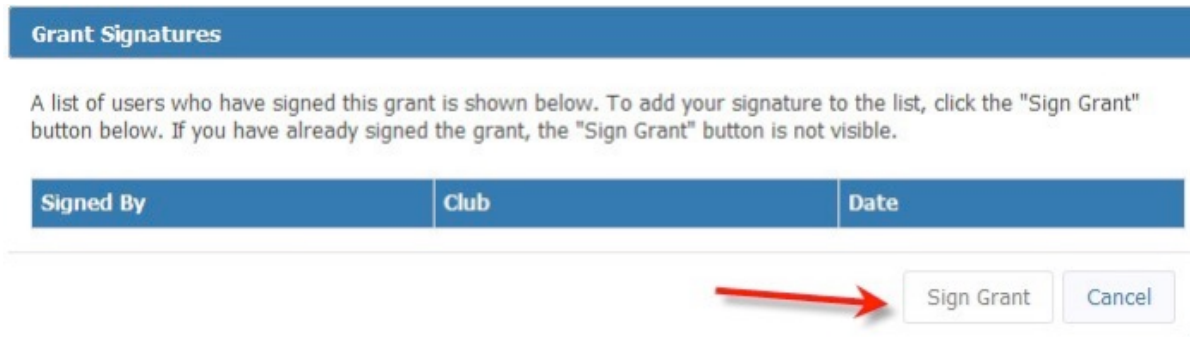 Grant Signatures
A list of users who have signed this grant is shown below. To add your signature to the list, click the "Sign Grant"
button below. If you have already signed the grant, the "Sign Grant" button is not visible.
Signed By Club Date
Sign Grant Cancel